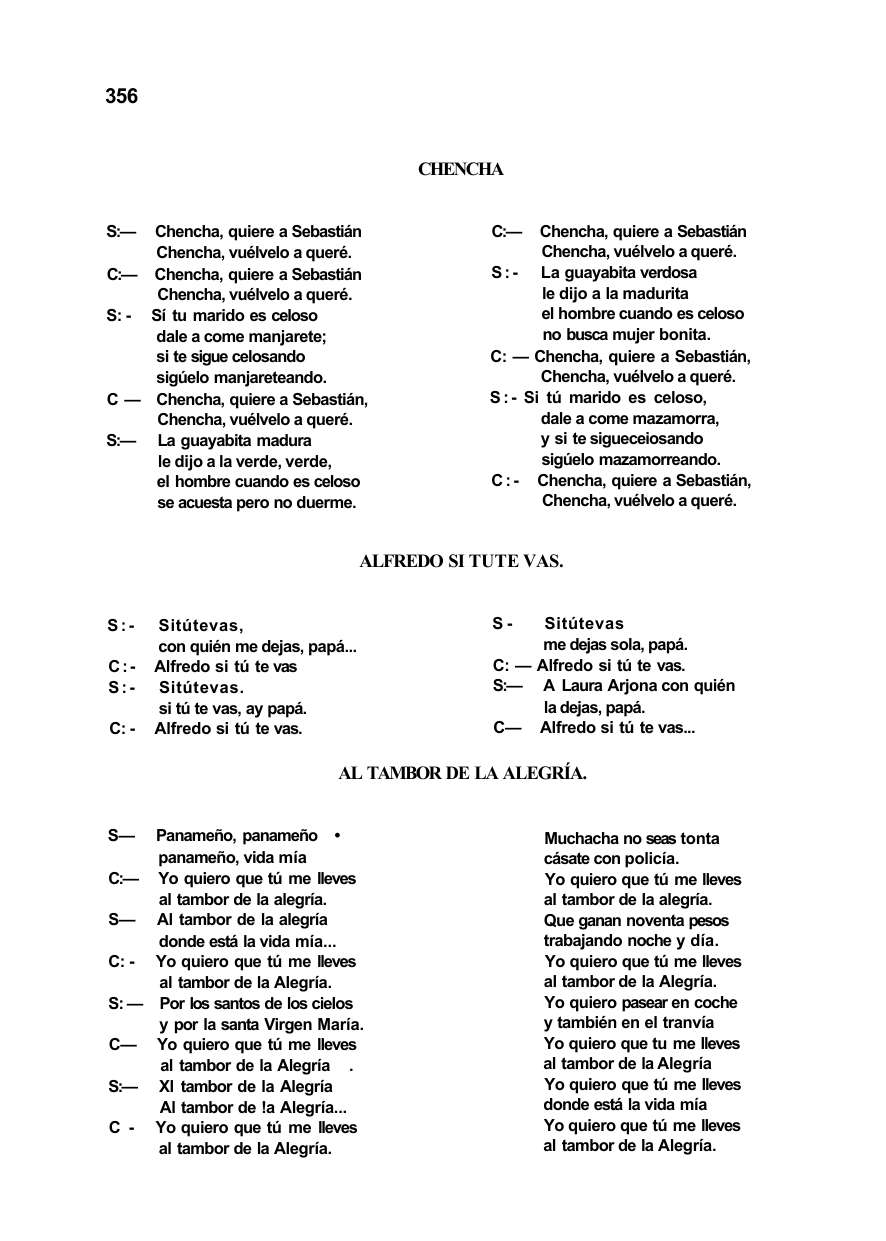 356
CHENCHA
S:— Chencha, quiere a Sebastián
Chencha, vuélvelo a queré.
C:— Chencha, quiere a Sebastián
Chencha, vuélvelo a queré.
S: - Sí tu marido es celoso
dale a come manjarete;
si te sigue celosando
sigúelo manjareteando.
C — Chencha, quiere a Sebastián,
Chencha, vuélvelo a queré.
S:— La guayabita madura
le dijo a la verde, verde,
el hombre cuando es celoso
se acuesta pero no duerme.
C:— Chencha, quiere a Sebastián
Chencha, vuélvelo a queré.
S : - La guayabita verdosa
le dijo a la madurita
el hombre cuando es celoso
no busca mujer bonita.
C: — Chencha, quiere a Sebastián,
Chencha, vuélvelo a queré.
S : - Si tú marido es celoso,
dale a come mazamorra,
y si te sigueceiosando
sigúelo mazamorreando.
C : - Chencha, quiere a Sebastián,
Chencha, vuélvelo a queré.
ALFREDO SI TUTE VAS.
S : - Sitútevas,
con quién me dejas, papá...
C : - Alfredo si tú te vas
S : - Sitútevas.
si tú te vas, ay papá.
C: - Alfredo si tú te vas.
S - Sitútevas
me dejas sola, papá.
C: — Alfredo si tú te vas.
S:— A Laura Arjona con quién
la dejas, papá.
C— Alfredo si tú te vas...
AL TAMBOR DE LA ALEGRÍA.
S— Panameño, panameño •
panameño, vida mía
C:— Yo quiero que tú me lleves
al tambor de la alegría.
S— Al tambor de la alegría
donde está la vida mía...
C: - Yo quiero que tú me lleves
al tambor de la Alegría.
S: — Por los santos de los cielos
y por la santa Virgen María.
C— Yo quiero que tú me lleves
al tambor de la Alegría .
S:— XI tambor de la Alegría
Al tambor de !a Alegría...
C - Yo quiero que tú me lleves
al tambor de la Alegría.
Muchacha no seas tonta
cásate con policía.
Yo quiero que tú me lleves
al tambor de la alegría.
Que ganan noventa pesos
trabajando noche y día.
Yo quiero que tú me lleves
al tambor de la Alegría.
Yo quiero pasear en coche
y también en el tranvía
Yo quiero que tu me lleves
al tambor de la Alegría
Yo quiero que tú me lleves
donde está la vida mía
Yo quiero que tú me lleves
al tambor de la Alegría.